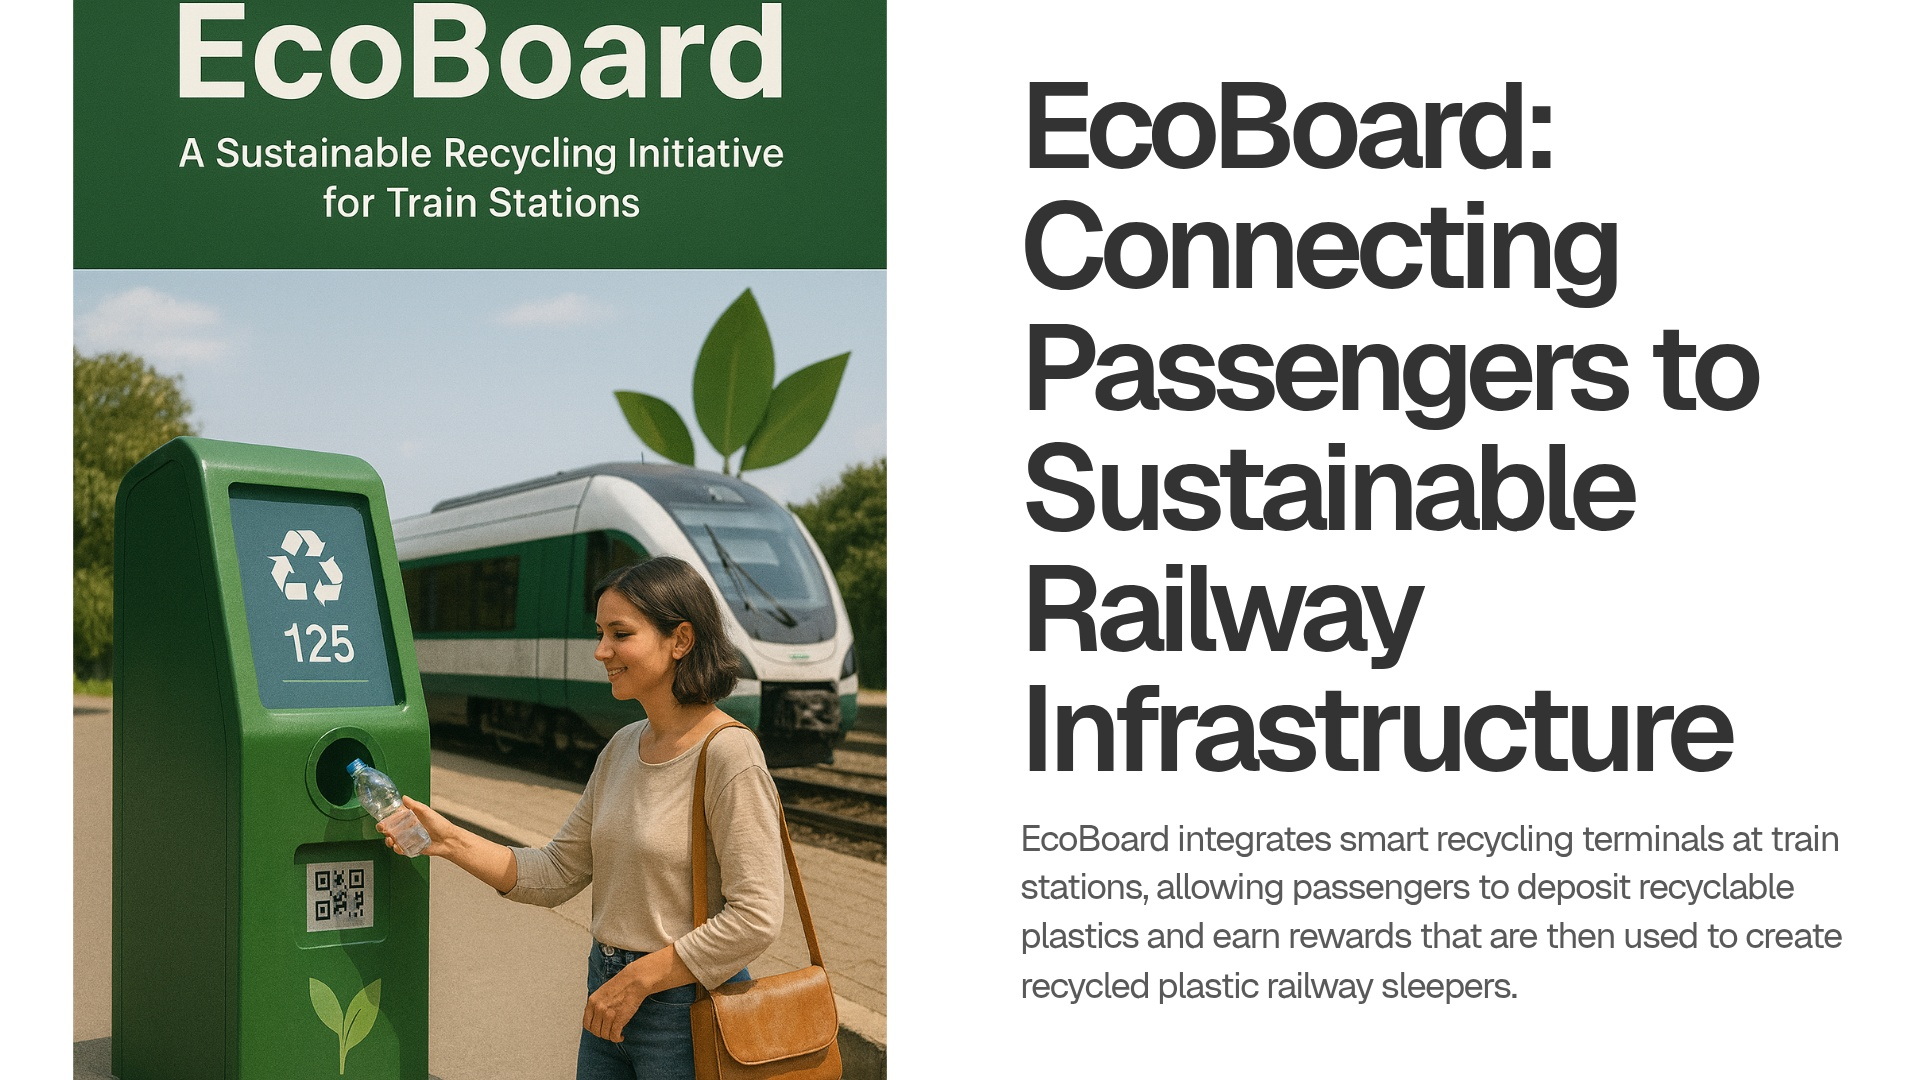 EcoBoard
A Sustainable Recycling Initiative
for Train Stations
125
EcoBoard:
Connecting
Passengers to
Sustainable
Railway
Infrastructure
EcoBoard integrates smart recycling terminals at train
stations, allowing passengers to deposit recyclable
plastics and earn rewards that are then used to create
recycled plastic railway sleepers.